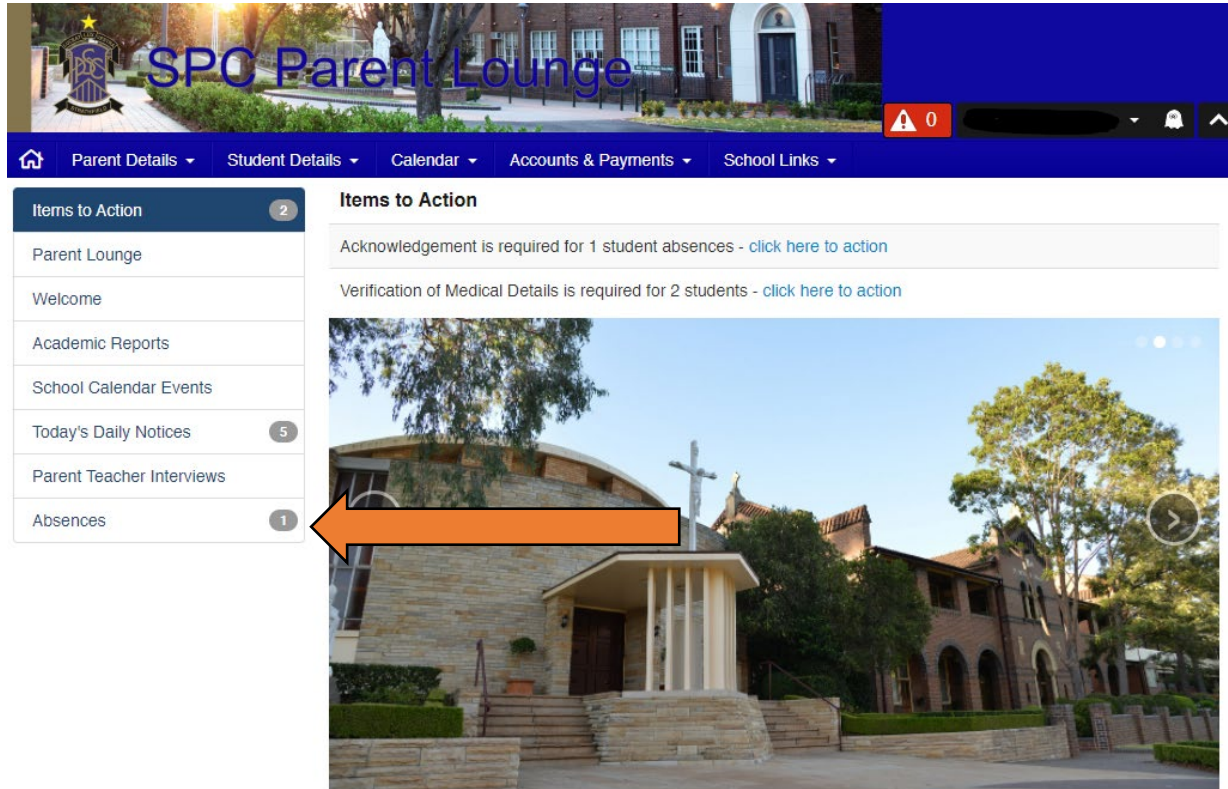 SPC Parent Lounge
STRATHFIELD
0
Parent Details
Student Details
Calendar
Accounts & Payments
School Links
Items to Action 2
Parent Lounge
Welcome
Academic Reports
School Calendar Events
Today's Daily Notices 5
Parent Teacher Interviews
Absences 1
Items to Action
Acknowledgement is required for 1 student absences - click here to action
Verification of Medical Details is required for 2 students - click here to action